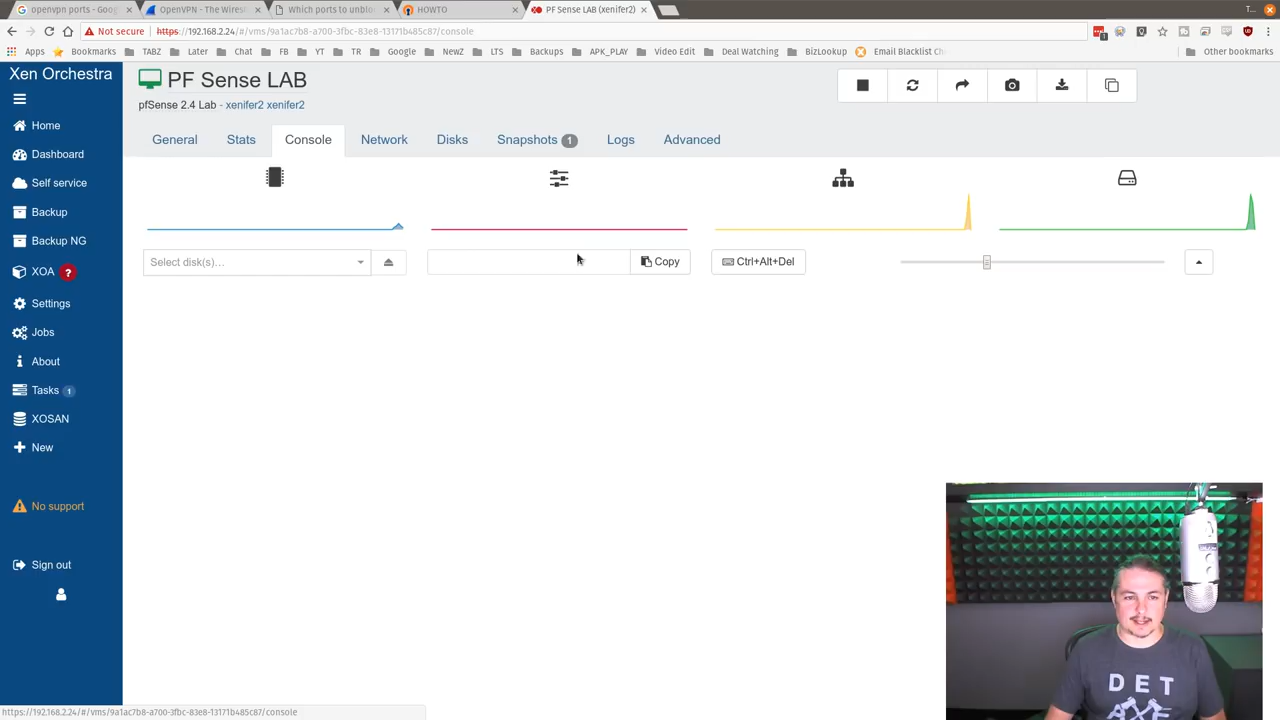 openvpn ports - Goog
OpenVPN - The Wires
Which ports to unblo
HOWTO
PF Sense LAB (xenifer2)
T...
Not secure
https://192.168.2.24/#/vms/9a1ac7b8-a700-3fbc-83e8-13171b485c87/console
Apps
Bookmarks
TABZ
Later
Chat
FB
YT
TR
Google
NewZ
LTS
Backups
APK_PLAY
Video Edit
Deal Watching
BizLookup
Email Blacklist Che
Other bookmarks
Xen Orchestra
Home
Dashboard
Self service
Backup
Backup NG
XOA ?
Settings
Jobs
About
Tasks 1
XOSAN
New
No support
Sign out
PF Sense LAB
pfSense 2.4 Lab - xenifer2 xenifer2
General
Stats
Console
Network
Disks
Snapshots 1
Logs
Advanced
Select disk(s)…
Copy
Ctrl+Alt+Del
DET
https://192.168.2.24/#/vms/9a1ac7b8-a700-3fbc-83e8-13171b485c87/console